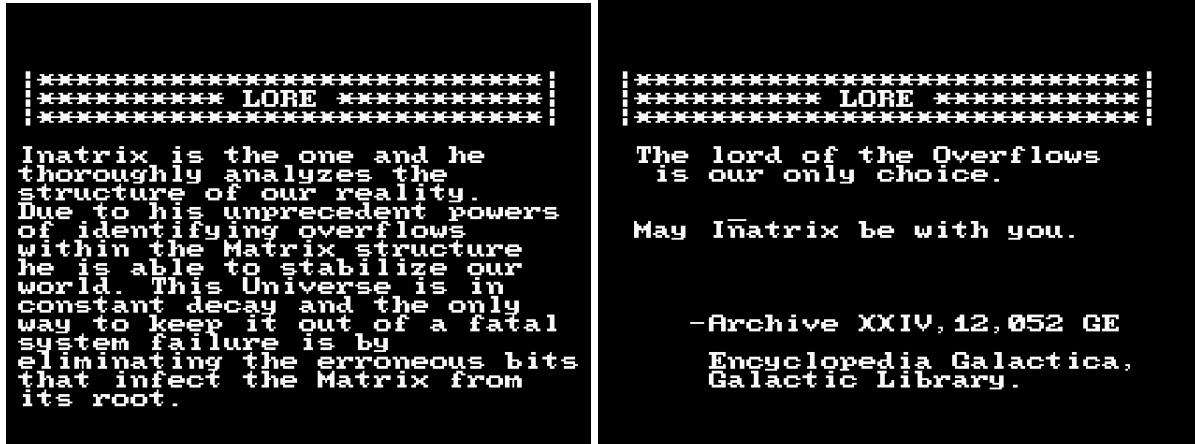 |****************************|
|********** LORE ***********|
|****************************|
Inatrix is the one and he
thoroughly analyzes the
structure of our reality.
Due to his unprecedent powers
of identifying overflows
within the Matrix structure
he is able to stabilize our
world. This Universe is in
constant decay and the only
way to keep it out of a fatal
system failure is by
eliminating the erroneous bits
that infect the Matrix from
its root.
|****************************|
|********** LORE ***********|
|****************************|
The lord of the Overflows
is our only choice.
May In̅atrix be with you.
-Archive XXIV,12,052 GE
Encyclopedia Galactica,
Galactic Library.